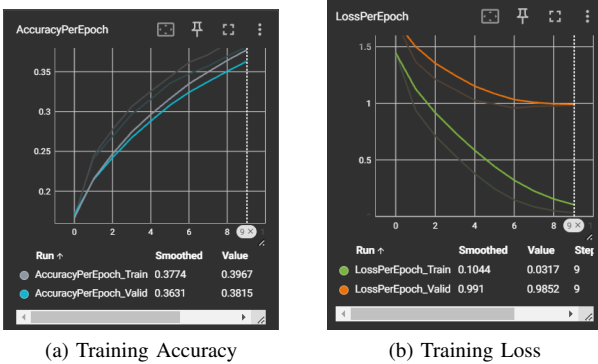 AccuracyPerEpoch
0.35
0.3
0.25
0.2
0 2 4 6 8 9 1
Run ↑ Smoothed Value
AccuracyPerEpoch_Train 0.3774 0.3967
AccuracyPerEpoch_Valid 0.3631 0.3815
(a) Training Accuracy
LossPerEpoch
1.5
1
0.5
0 2 4 6 8 9
Run ↑ Smoothed Value Step
LossPerEpoch_Train 0.1044 0.0317 9
LossPerEpoch_Valid 0.991 0.9852 9
(b) Training Loss